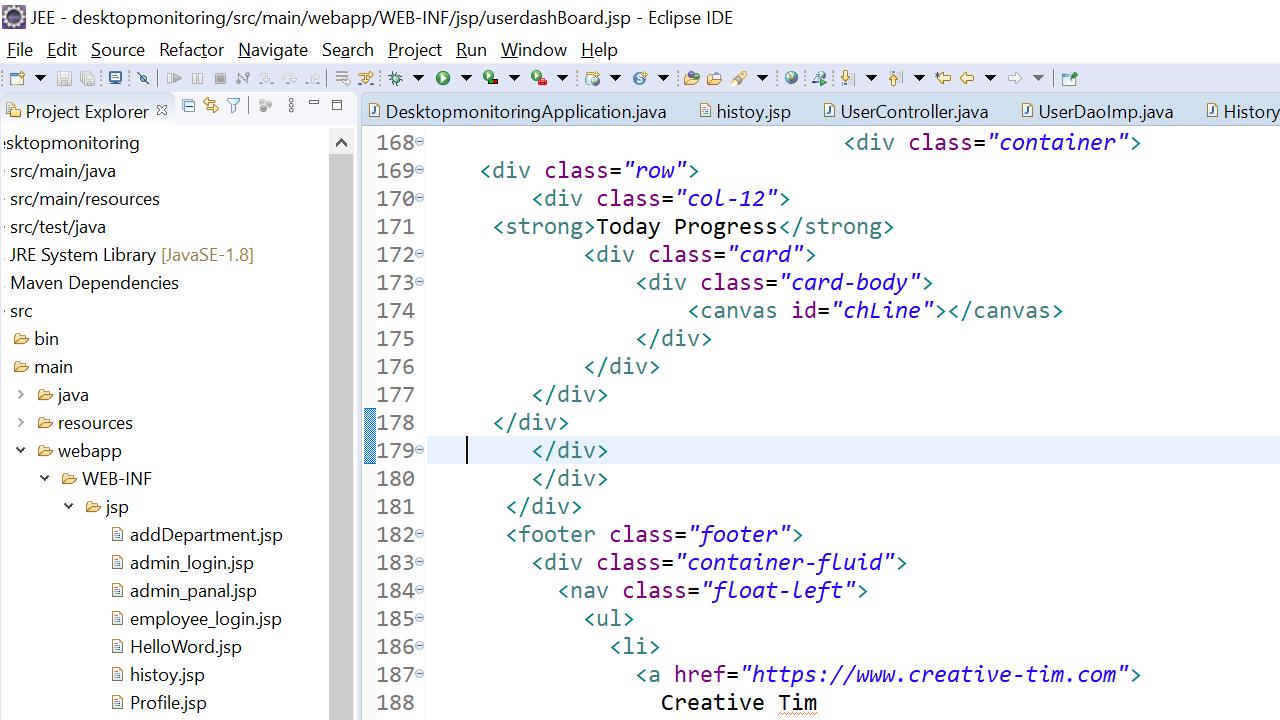 JEE - desktopmonitoring/src/main/webapp/WEB-INF/jsp/userdashBoard.jsp - Eclipse IDE
File Edit Source Refactor Navigate Search Project Run Window Help
Project Explorer
DesktopmonitoringApplication.java histoy.jsp UserController.java UserDaoImp.java History
esktopmonitoring
src/main/java
src/main/resources
src/test/java
JRE System Library [JavaSE-1.8]
Maven Dependencies
src
bin
main
java
resources
webapp
WEB-INF
jsp
addDepartment.jsp
admin_login.jsp
admin_panal.jsp
employee_login.jsp
HelloWord.jsp
histoy.jsp
Profile.jsp
168 <div class="container">
169 <div class="row">
170 <div class="col-12">
171 <strong>Today Progress</strong>
172 <div class="card">
173 <div class="card-body">
174 <canvas id="chLine"></canvas>
175 </div>
176 </div>
177 </div>
178 </div>
179 </div>
180 </div>
181 </div>
182 <footer class="footer">
183 <div class="container-fluid">
184 <nav class="float-left">
185 <ul>
186 <li>
187 <a href="https://www.creative-tim.com">
188 Creative Tim